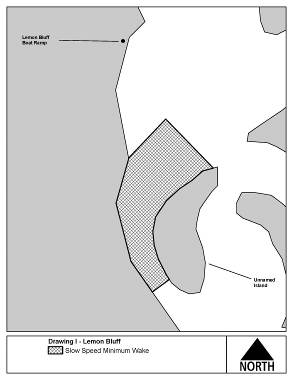 Lemon Bluff
Boat Ramp
Unnamed
Island
Drawing I - Lemon Bluff
Slow Speed Minimum Wake
NORTH